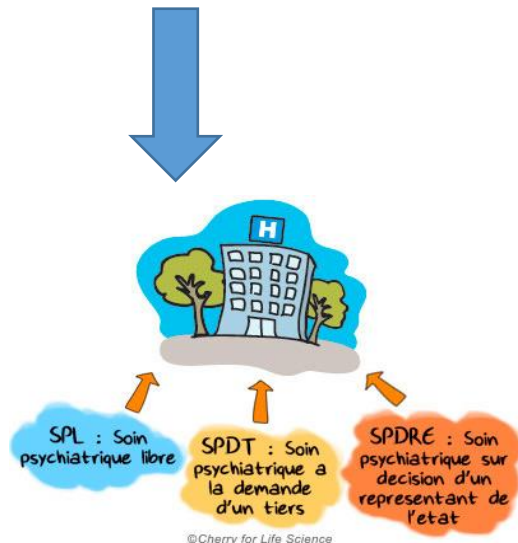 H
SPL : Soin
psychiatrique libre
SPDT : Soin
psychiatrique a
la demande
d'un tiers
SPDRE : Soin
psychiatrique sur
decision d'un
representant de
l'etat
©Cherry for Life Science